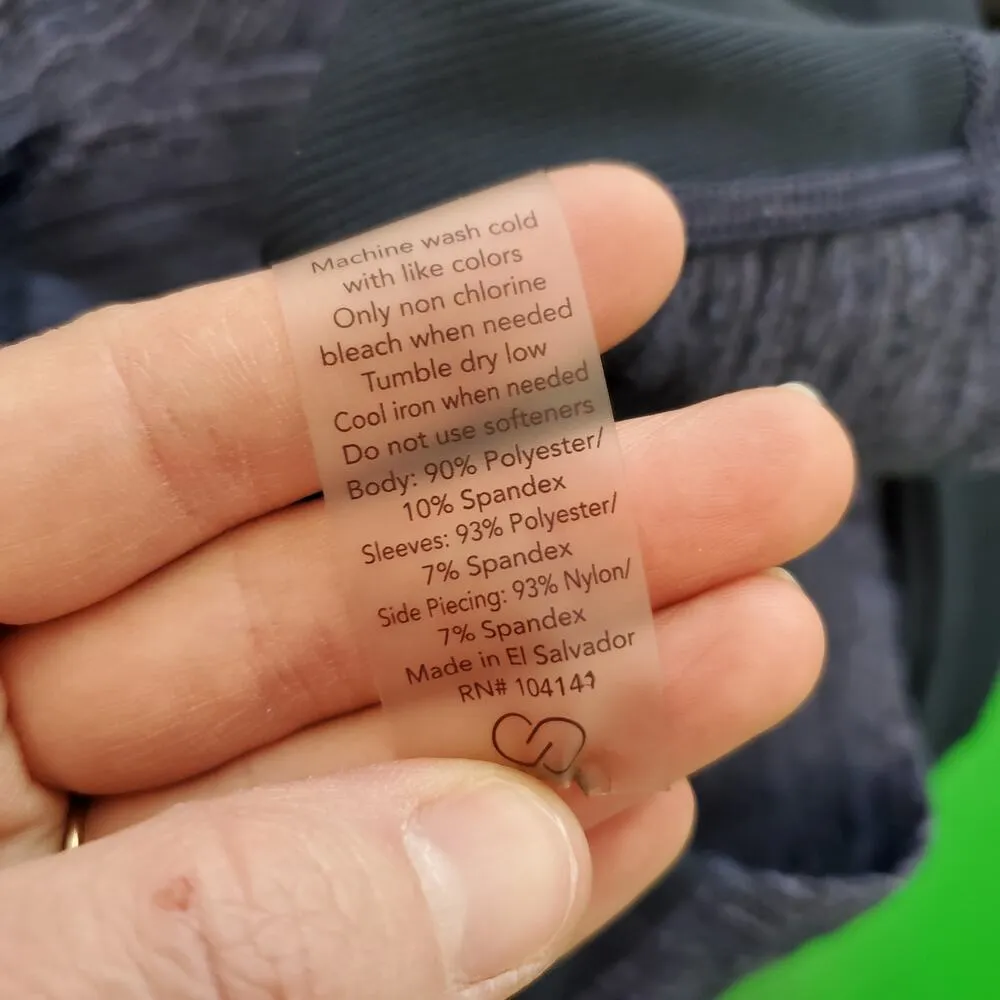 Machine wash cold
with like colors
Only non chlorine
bleach when needed
Tumble dry low
Cool iron when needed
Do not use softeners
Body: 90% Polyester/
10% Spandex
Sleeves: 93% Polyester/
7% Spandex
Side Piecing: 93% Nylon/
7% Spandex
Made in El Salvador
RN# 104141